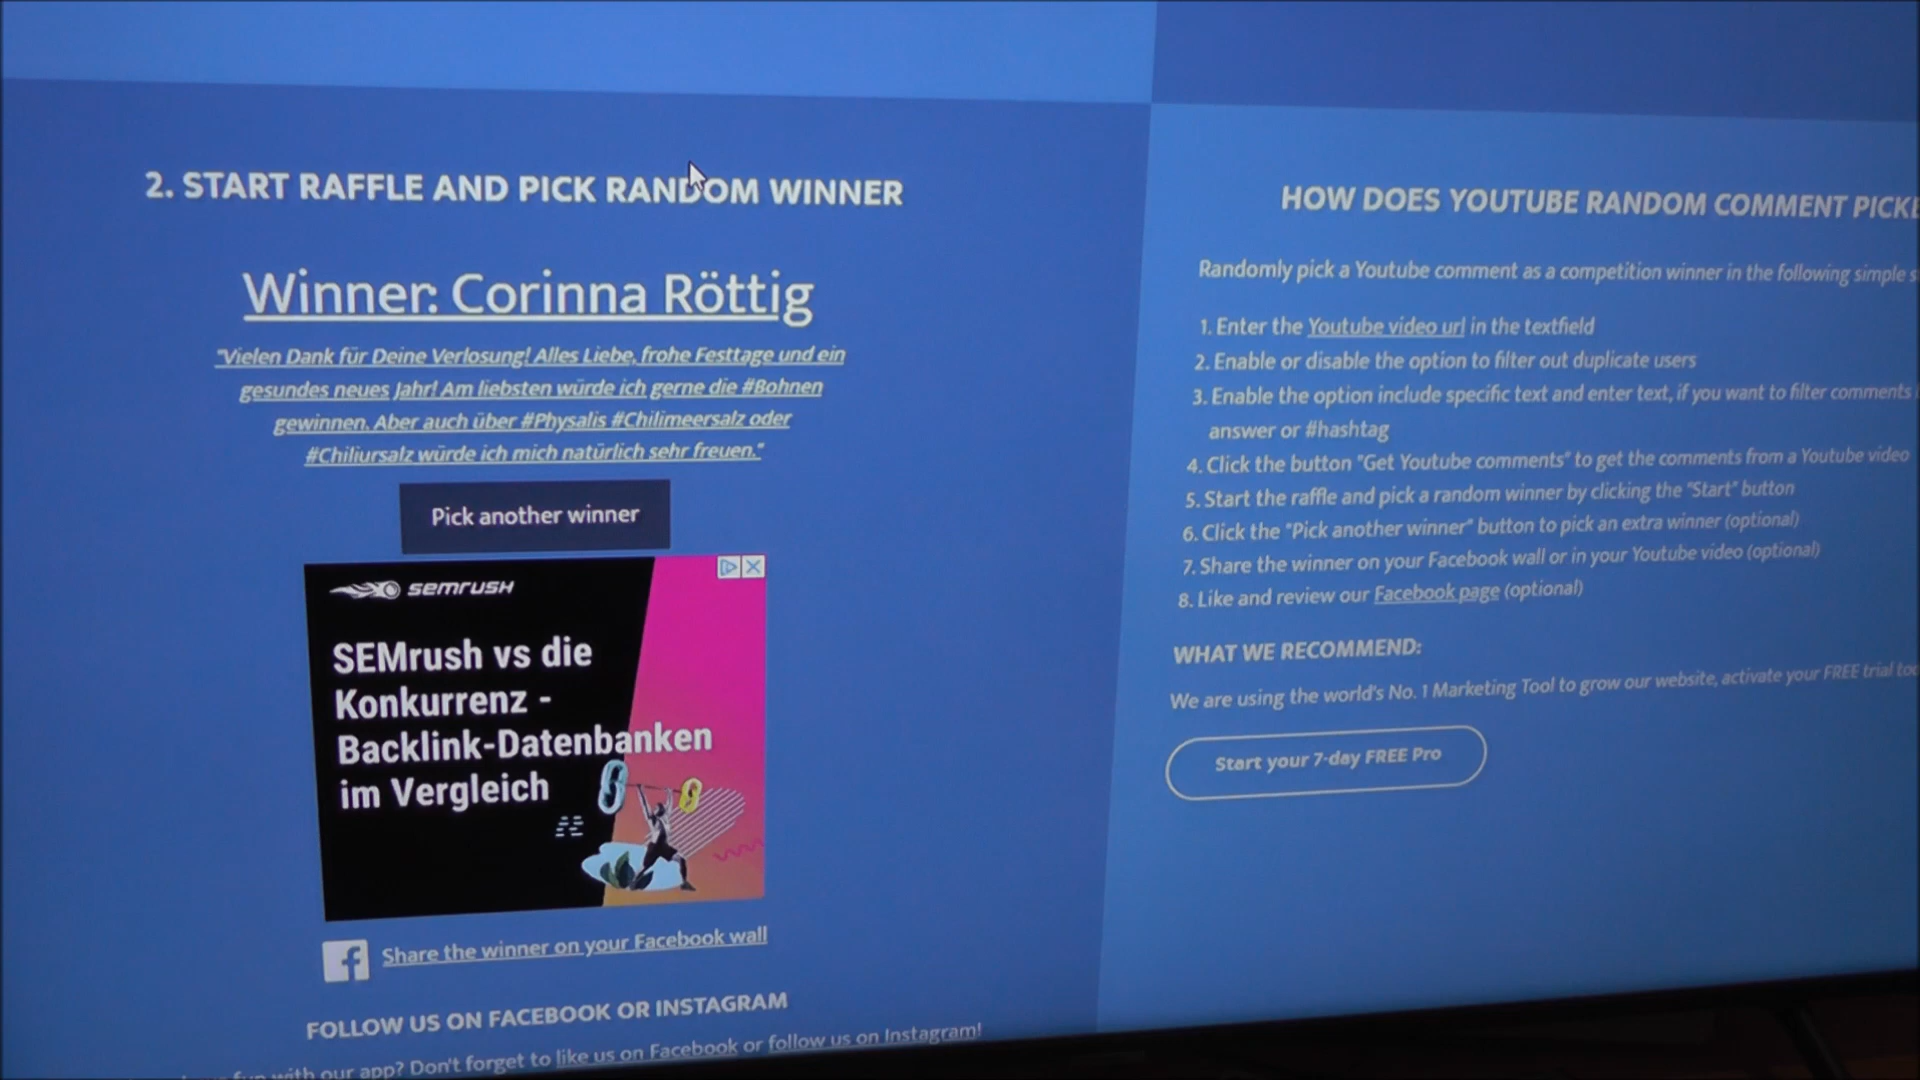 2. START RAFFLE AND PICK RANDOM WINNER
Winner: Corinna Röttig
"Vielen Dank für Deine Verlosung! Alles Liebe, frohe Festtage und ein
gesundes neues Jahr! Am liebsten würde ich gerne die #Bohnen
gewinnen. Aber auch über #Physalis #Chilimeersalz oder
#Chiliursalz würde ich mich natürlich sehr freuen."
Pick another winner
semrush
SEMrush vs die
Konkurrenz -
Backlink-Datenbanken
im Vergleich
Share the winner on your Facebook wall
FOLLOW US ON FACEBOOK OR INSTAGRAM
with our app? Don't forget to like us on Facebook or follow us on Instagram!
HOW DOES YOUTUBE RANDOM COMMENT
Randomly pick a Youtube comment as a competition winner in the following simple
1. Enter the Youtube video url in the textfield
2. Enable or disable the option to filter out duplicate users
3. Enable the option include specific text and enter text, if you want to filter comments
answer or #hashtag
4. Click the button "Get Youtube comments" to get the comments from a Youtube video
5. Start the raffle and pick a random winner by clicking the "Start" button
6. Click the "Pick another winner" button to pick an extra winner (optional)
7. Share the winner on your Facebook wall or in your Youtube video (optional)
8. Like and review our Facebook page (optional)
WHAT WE RECOMMEND:
We are using the world's No. 1 Marketing Tool to grow our website, activate your FREE trial
Start your 7-day FREE Pro